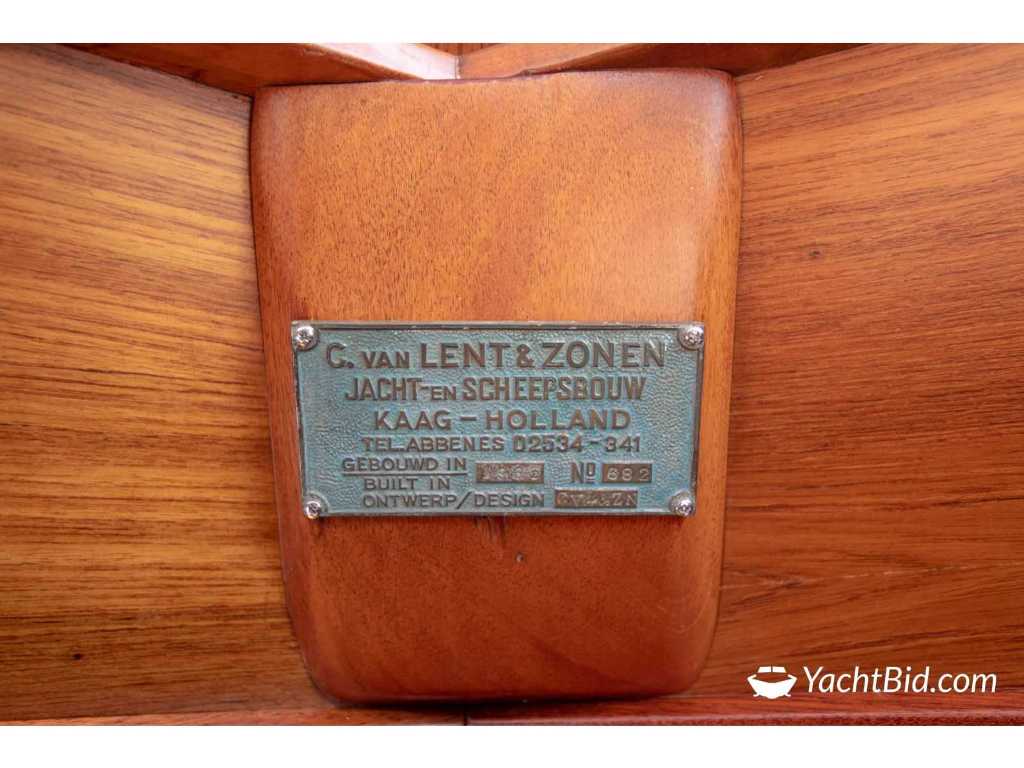 G. VAN LENT & ZONEN
JACHT- EN SCHEEPSBOUW
KAAG - HOLLAND
TEL. ABBENES 02534-341
GEBOUWD IN
BUILT IN
No 682
ONTWERP/DESIGN
YachtBid.com